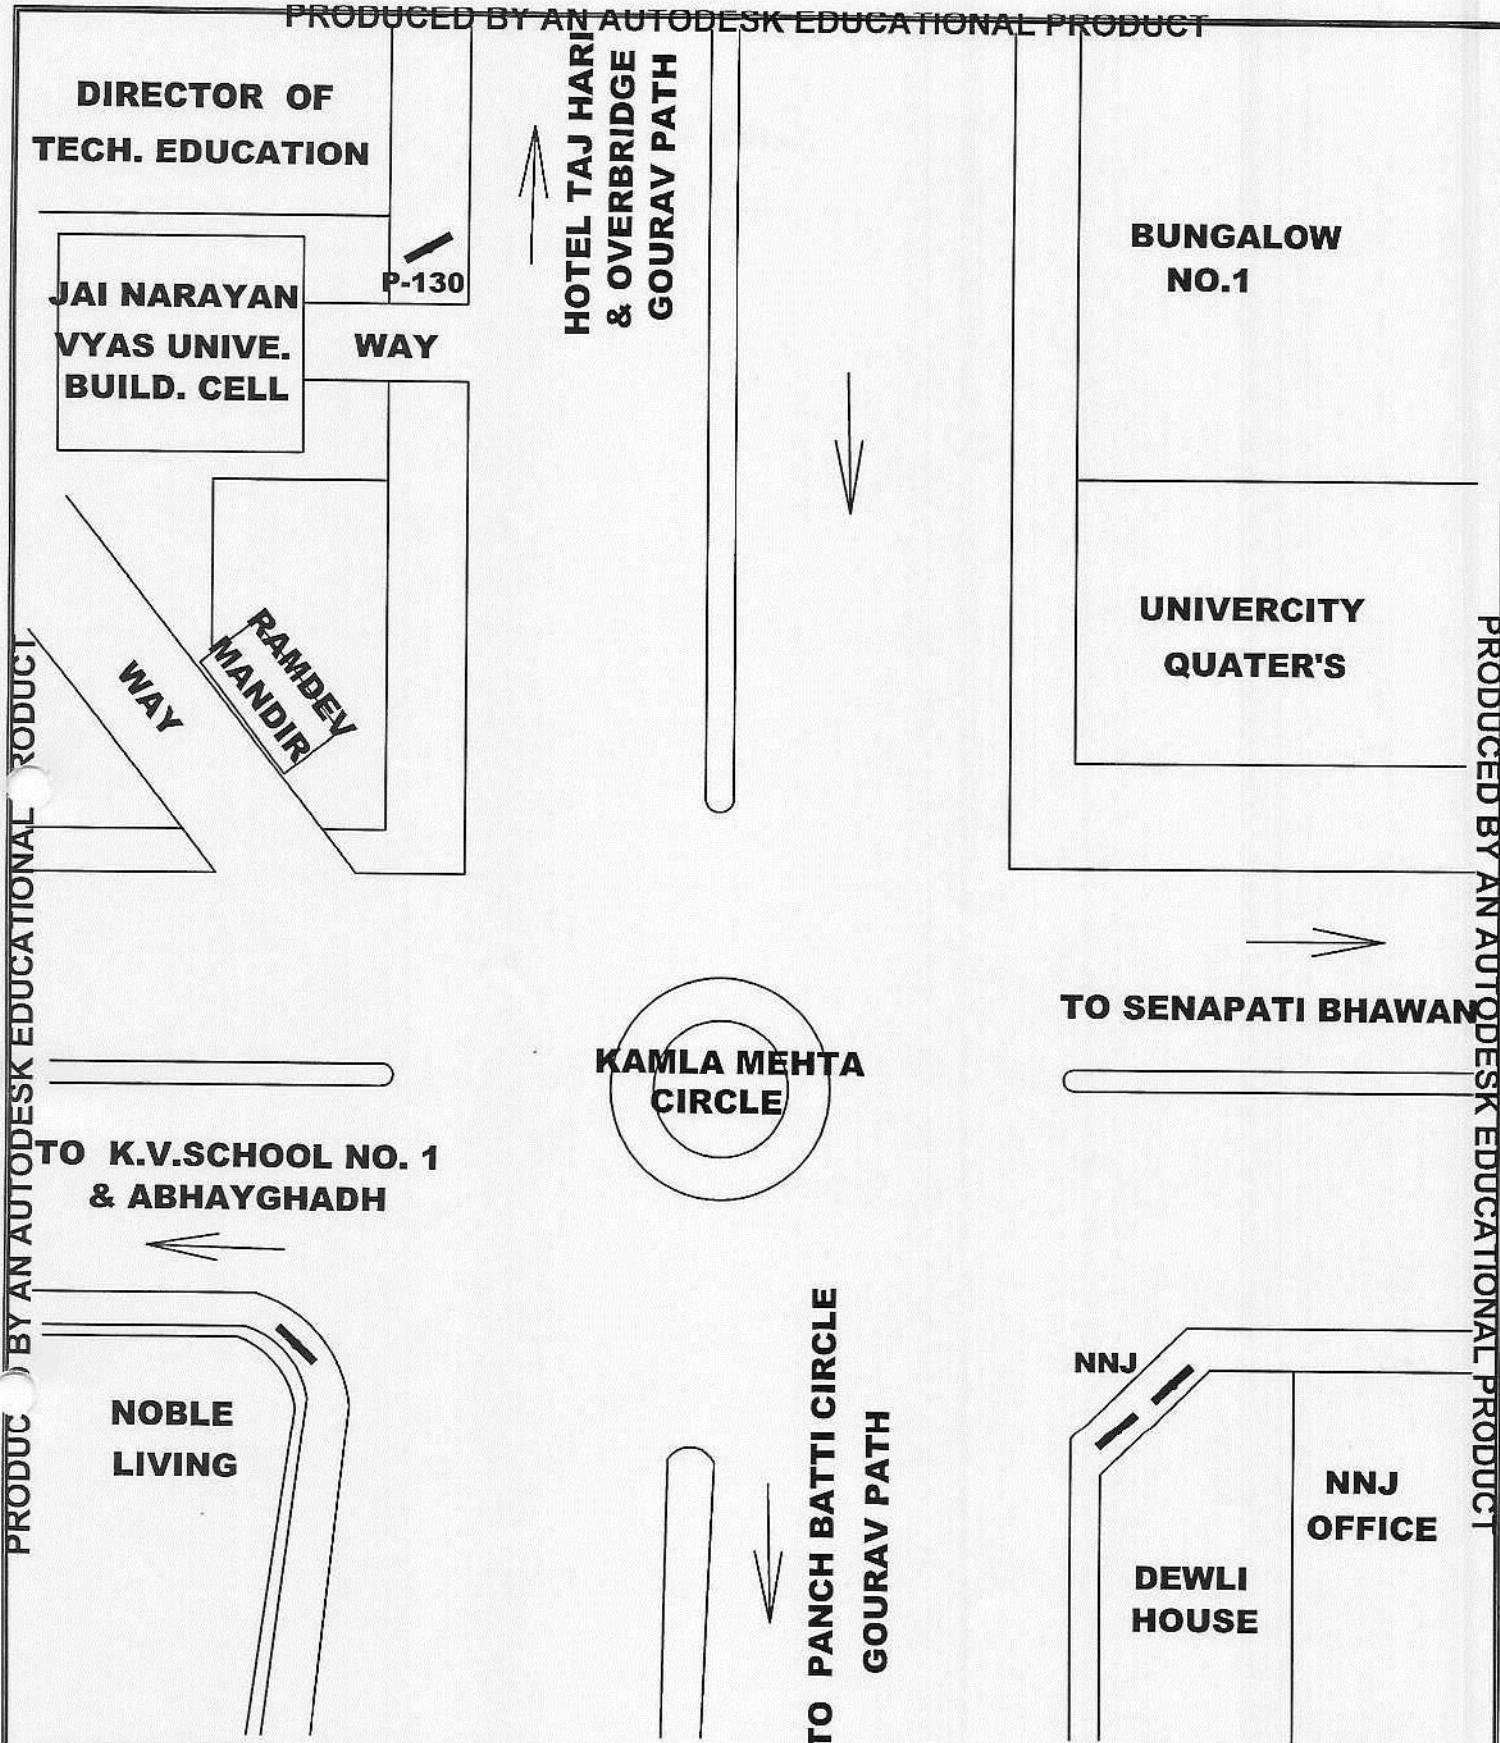 PRODUCED BY AN AUTODESK EDUCATIONAL PRODUCT
DIRECTOR OF
TECH. EDUCATION
HOTEL TAJ HARI
& OVERBRIDGE
GOURAV PATH
BUNGALOW
NO.1
P-130
JAI NARAYAN
VYAS UNIVE.
BUILD. CELL
WAY
UNIVERCITY
QUATER'S
RAMDEV
MANDIR
WAY
TO SENAPATI BHAWAN
KAMLA MEHTA
CIRCLE
TO K.V.SCHOOL NO. 1
& ABHAYGHADH
TO PANCH BATTI CIRCLE
GOURAV PATH
NNJ
NOBLE
LIVING
NNJ
OFFICE
DEWLI
HOUSE
PRODUC BY AN AUTODESK EDUCATIONAL RODUCT
PRODUCED BY AN AUTODESK EDUCATIONAL PRODUCT